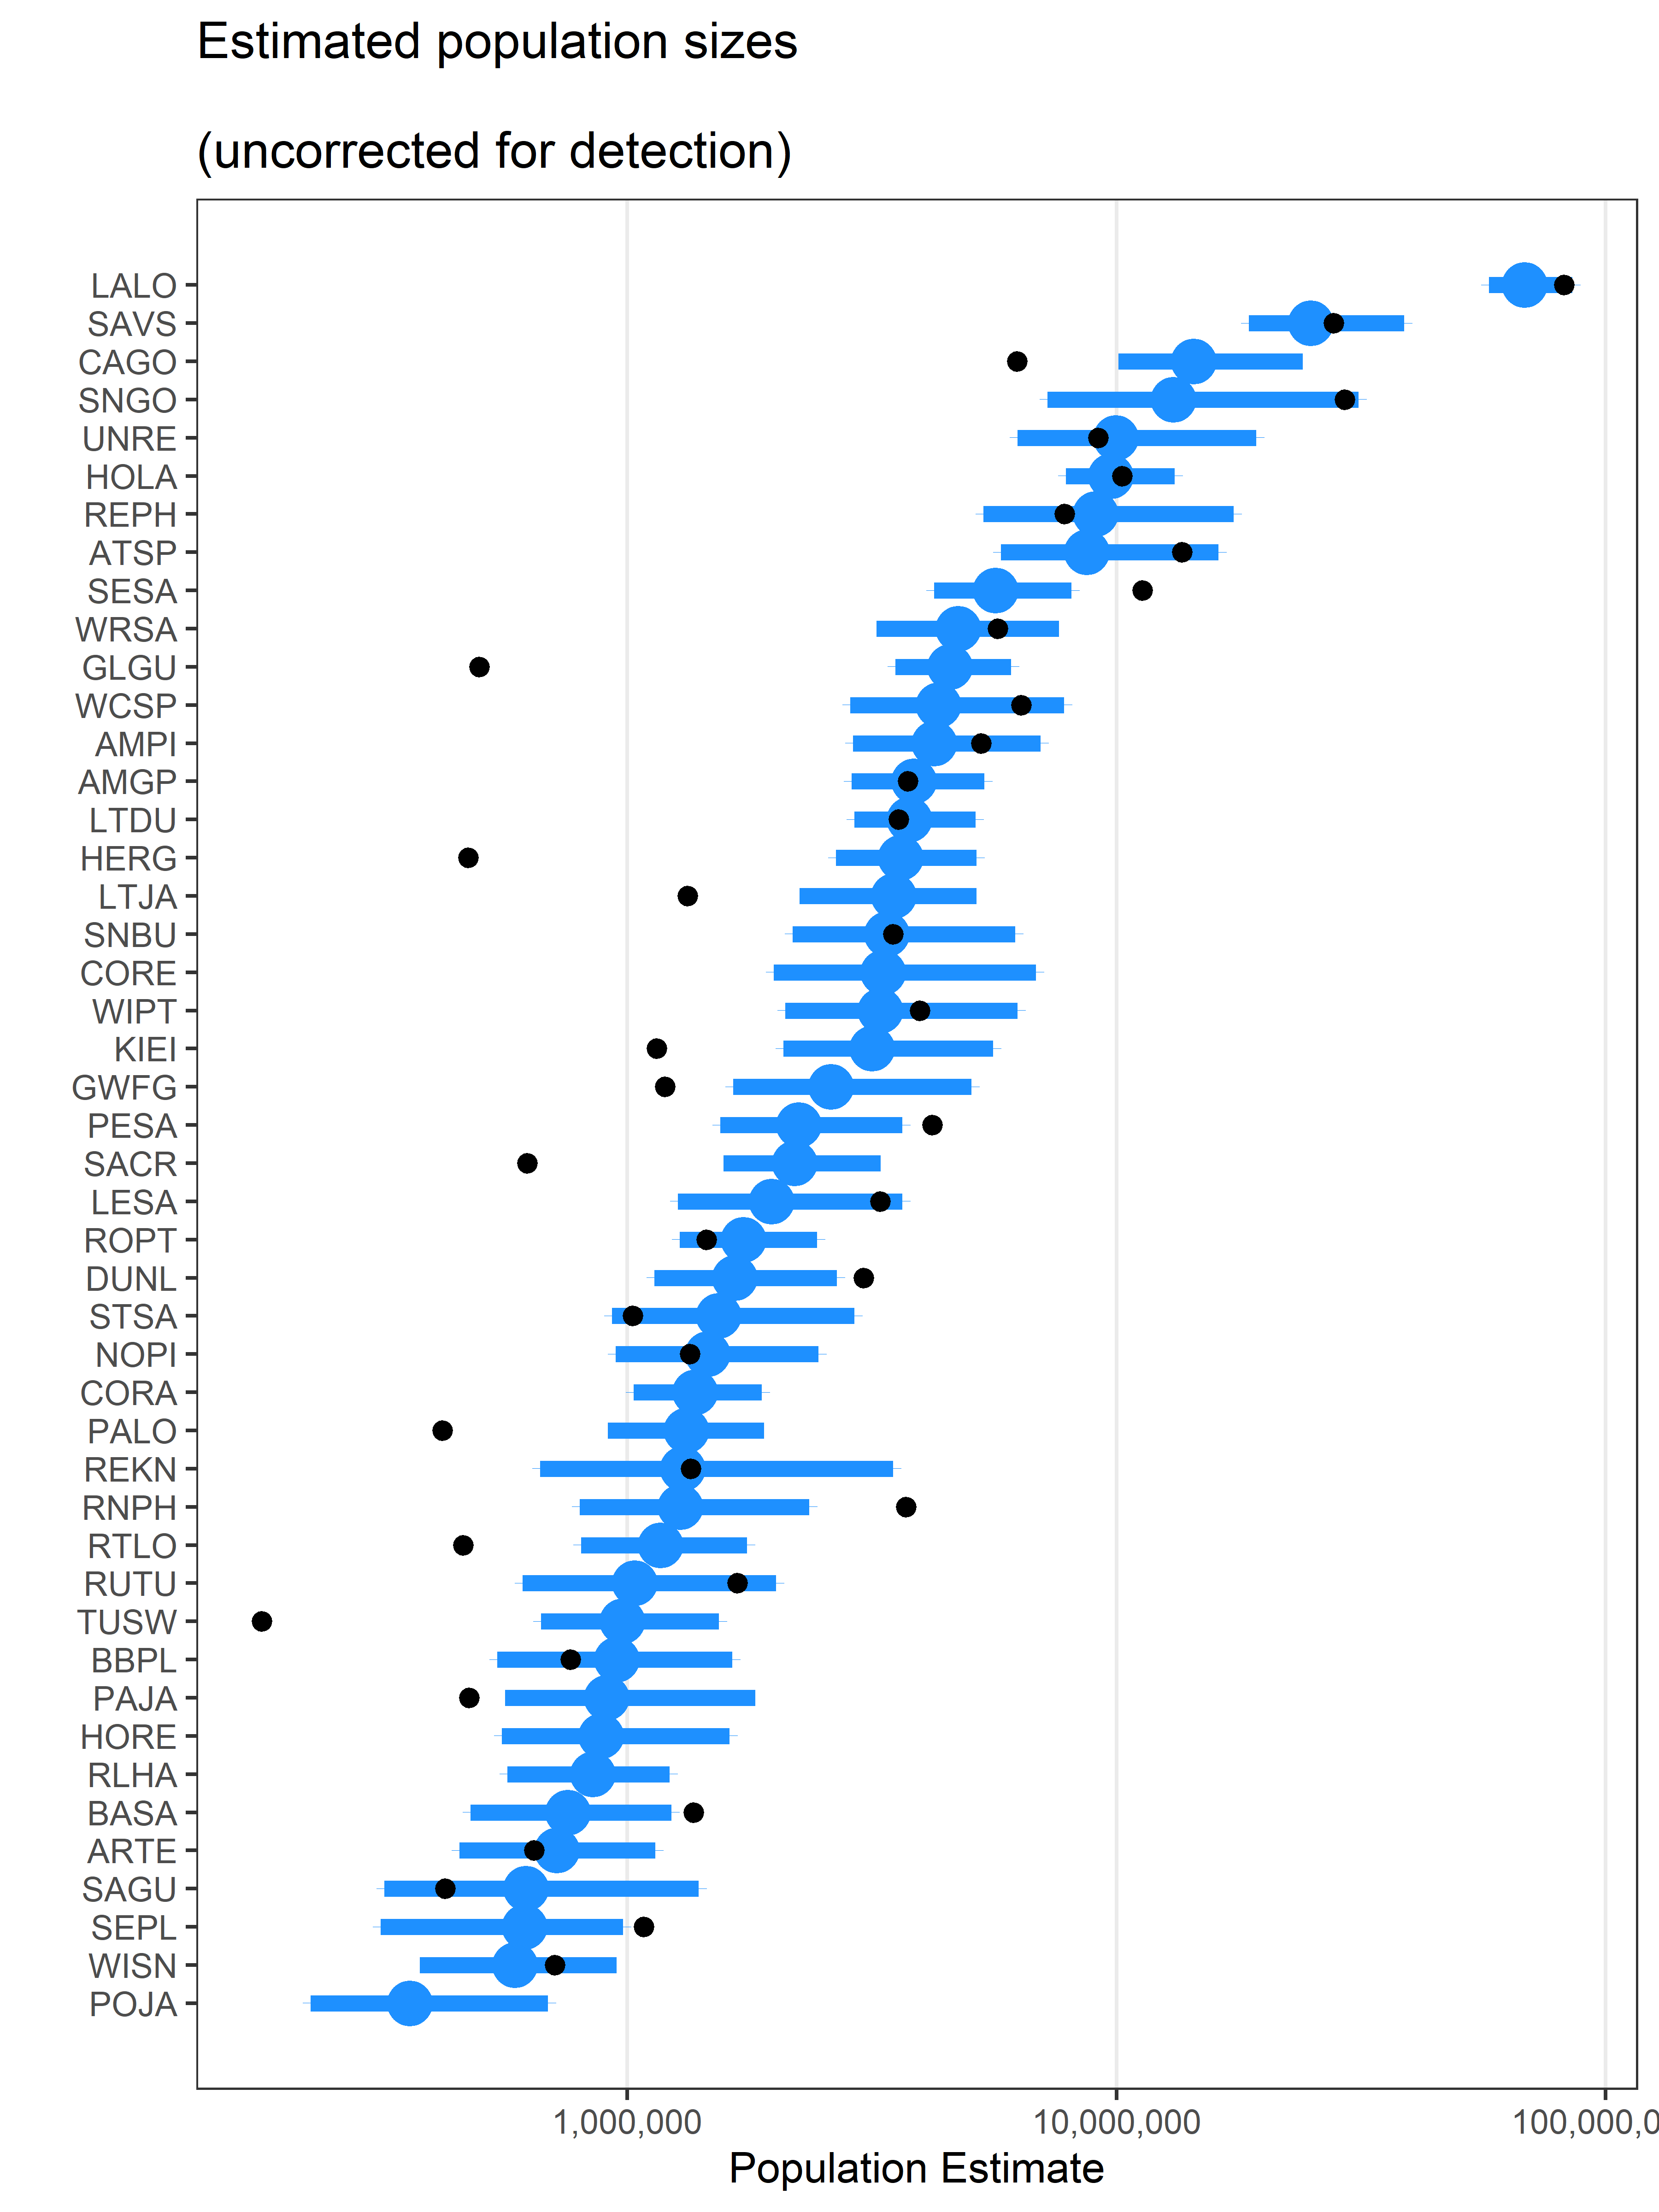 Estimated population sizes
(uncorrected for detection)
LALO
SAVS
CAGO
SNGO
UNRE
HOLA
REPH
ATSP
SESA
WRSA
GLGU
WCSP
AMPI
AMGP
LTDU
HERG
LTJA
SNBU
CORE
WIPT
KIEI
GWFG
PESA
SACR
LESA
ROPT
DUNL
STSA
NOPI
CORA
PALO
REKN
RNPH
RTLO
RUTU
TUSW
BBPL
PAJA
HORE
RLHA
BASA
ARTE
SAGU
SEPL
WISN
POJA
1,000,000 10,000,000 100,000,0
Population Estimate